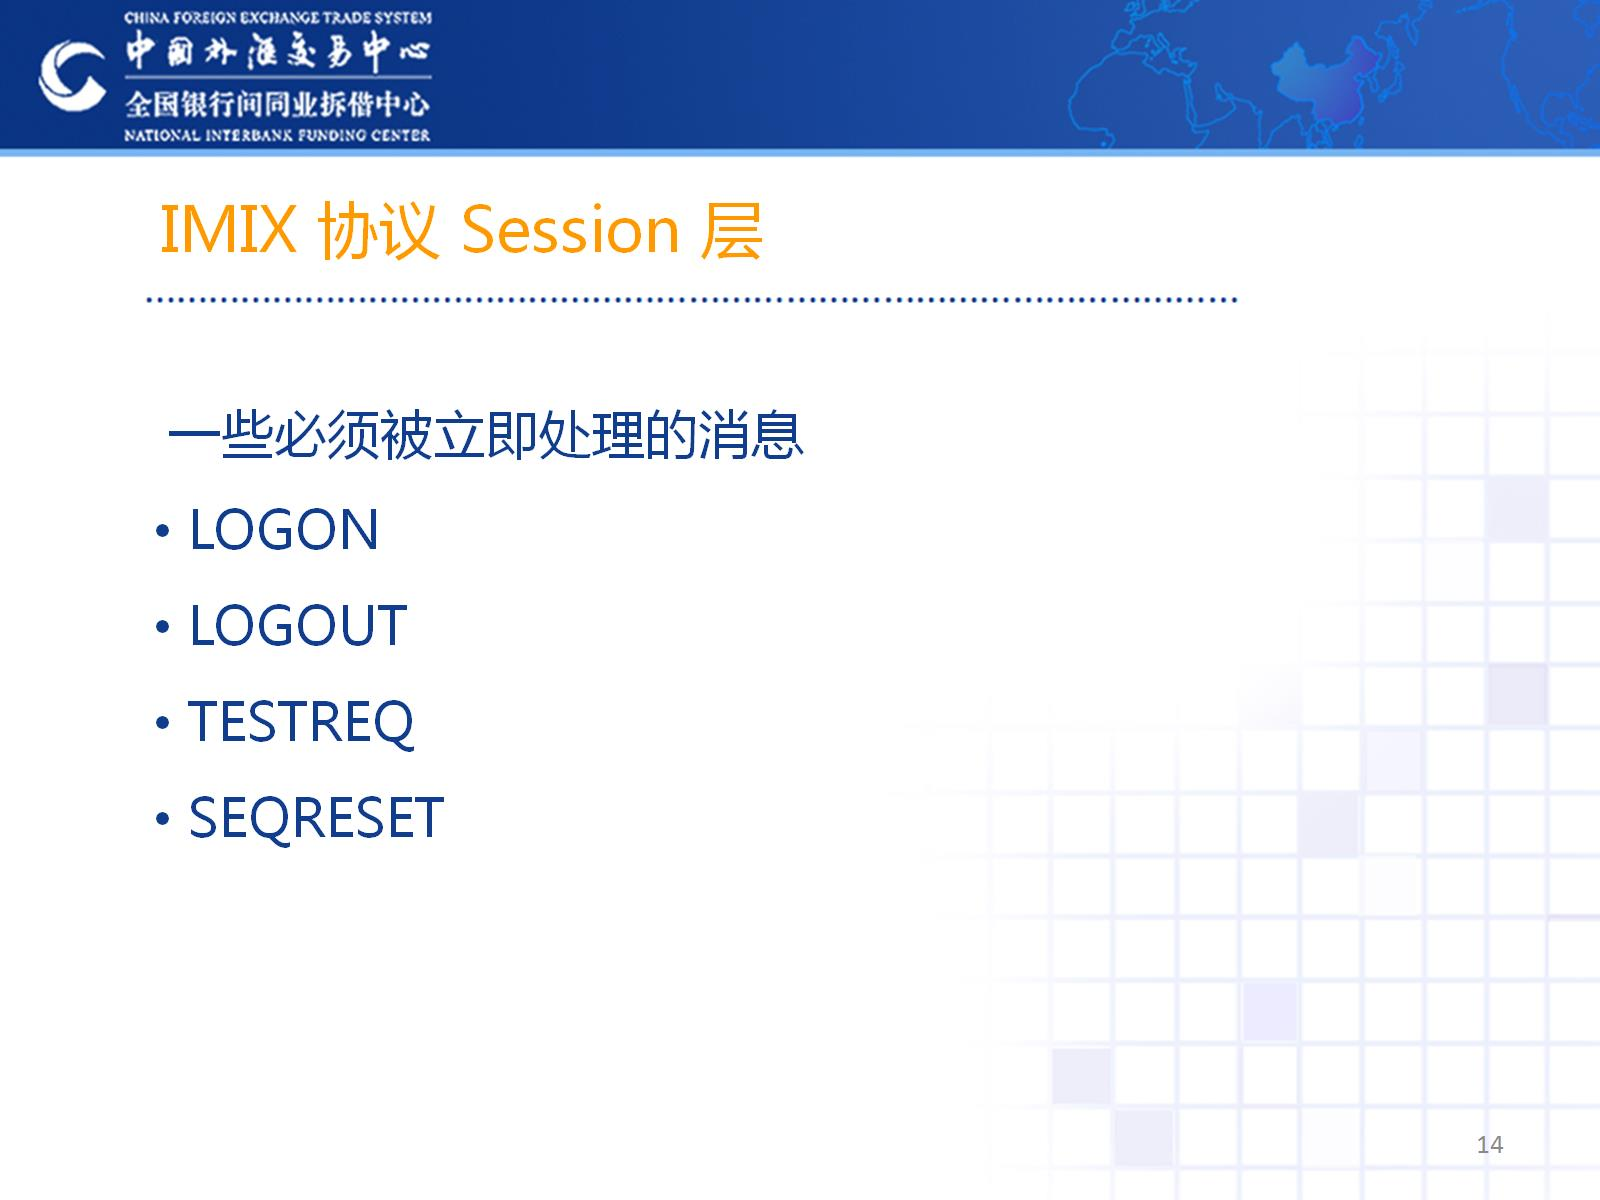 CHINA FOREIGN EXCHANGE TRADE SYSTEM
中国外汇交易中心
全国银行间同业拆借中心
NATIONAL INTERBANK FUNDING CENTER
IMIX 协议 Session 层
一些必须被立即处理的消息
• LOGON
• LOGOUT
• TESTREQ
• SEQRESET
14